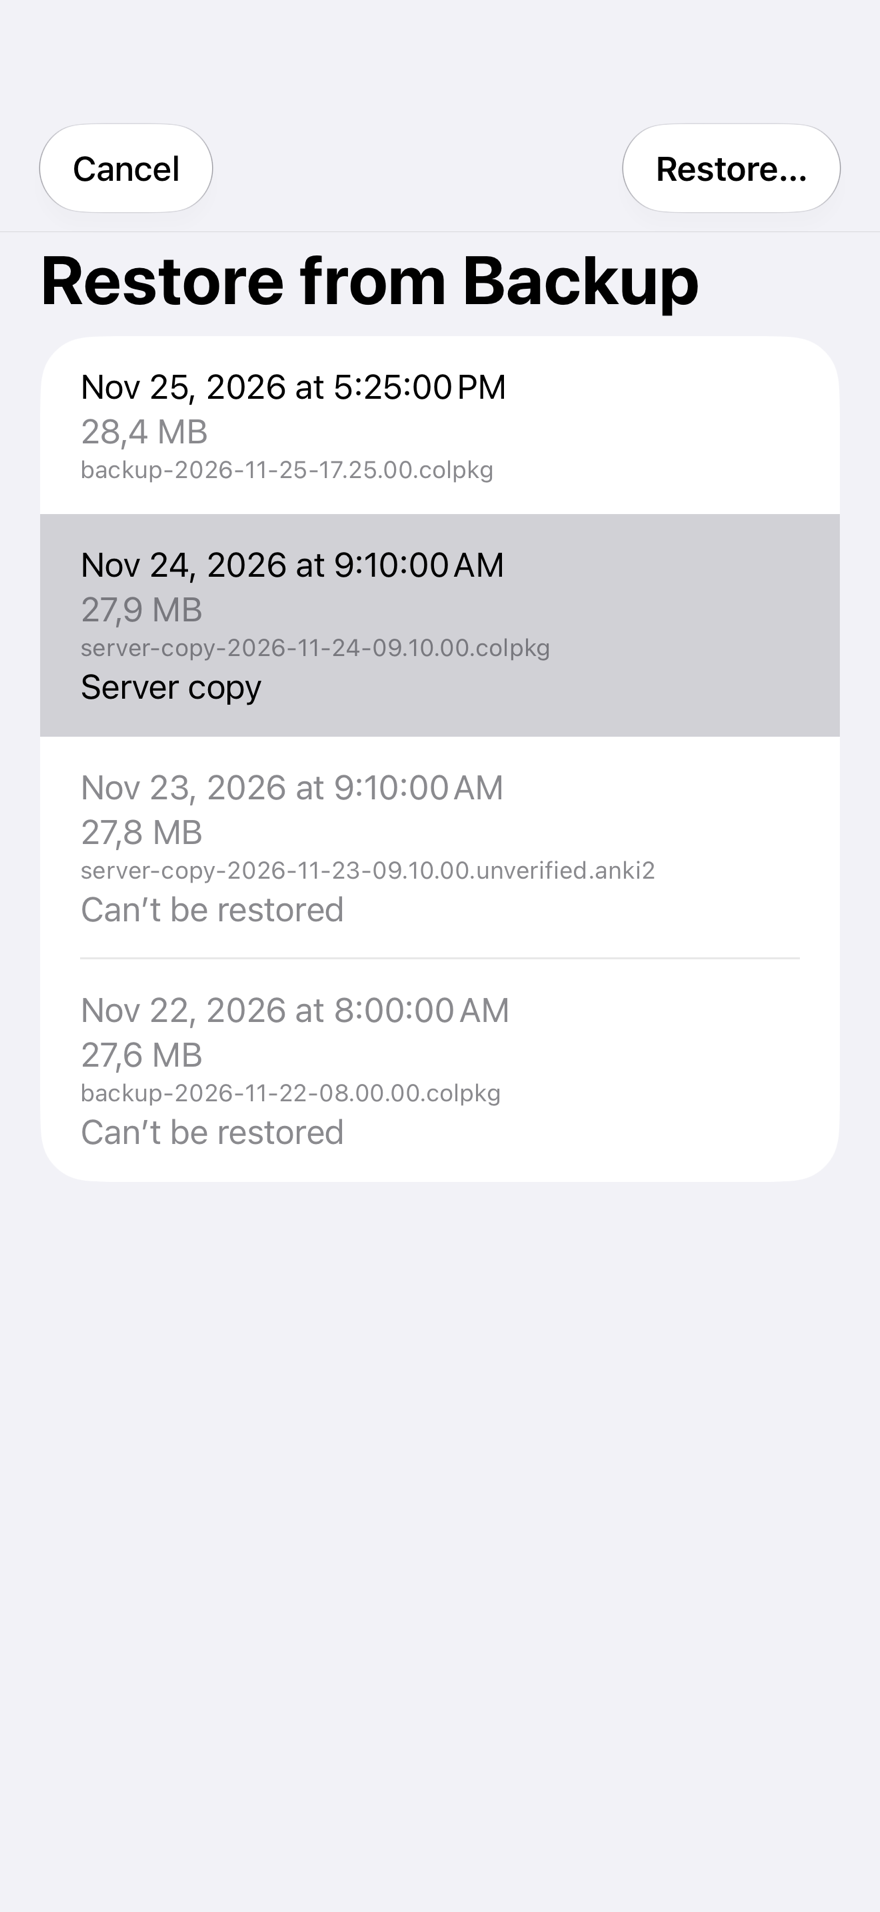 Cancel
Restore...
Restore from Backup
Nov 25, 2026 at 5:25:00 PM
28,4 MB
backup-2026-11-25-17.25.00.colpkg
Nov 24, 2026 at 9:10:00 AM
27,9 MB
server-copy-2026-11-24-09.10.00.colpkg
Server copy
Nov 23, 2026 at 9:10:00 AM
27,8 MB
server-copy-2026-11-23-09.10.00.unverified.anki2
Can’t be restored
Nov 22, 2026 at 8:00:00 AM
27,6 MB
backup-2026-11-22-08.00.00.colpkg
Can’t be restored